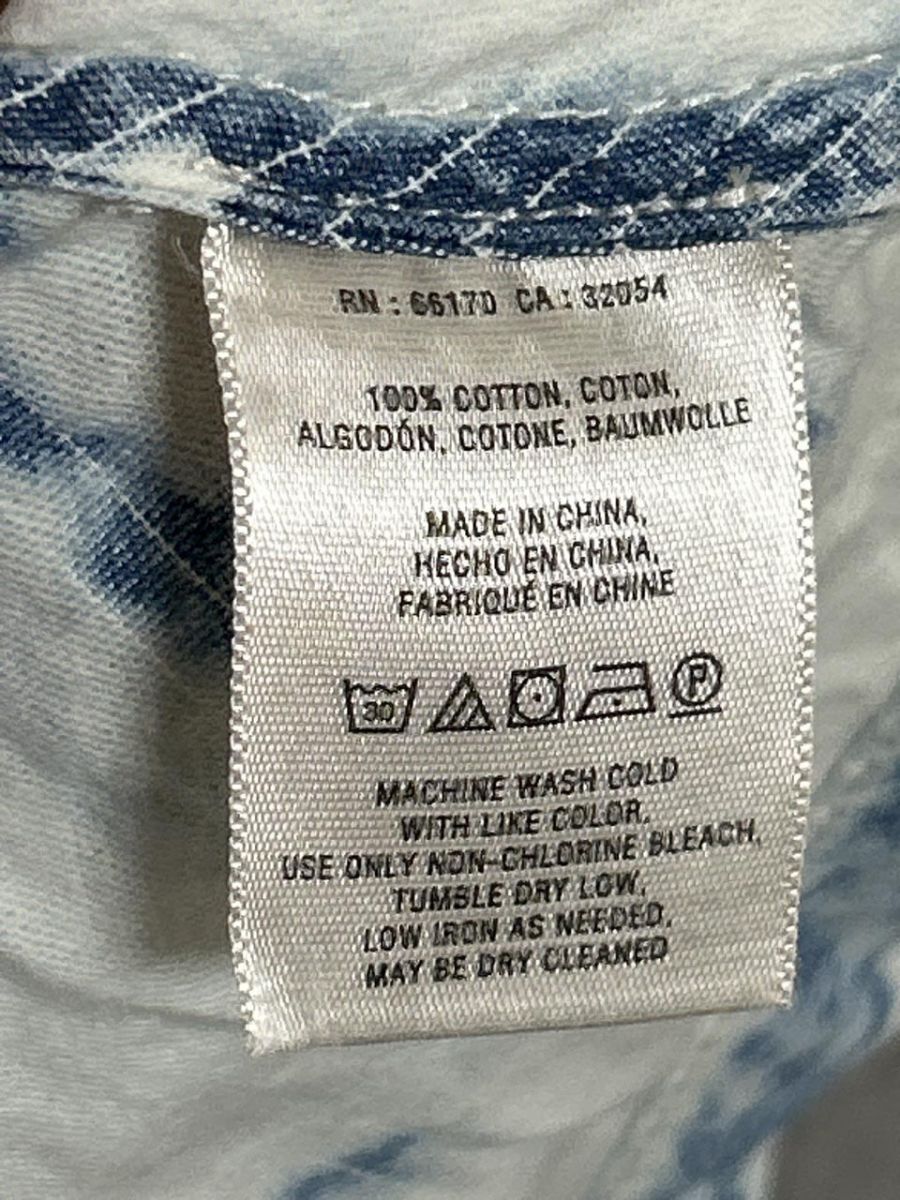 RN : 66170 CA : 32054
100% COTTON, COTON,
ALGODÓN, COTONE, BAUMWOLLE
MADE IN CHINA,
HECHO EN CHINA,
FABRIQUÉ EN CHINE
30 P
MACHINE WASH COLD
WITH LIKE COLOR,
USE ONLY NON-CHLORINE BLEACH,
TUMBLE DRY LOW,
LOW IRON AS NEEDED,
MAY BE DRY CLEANED